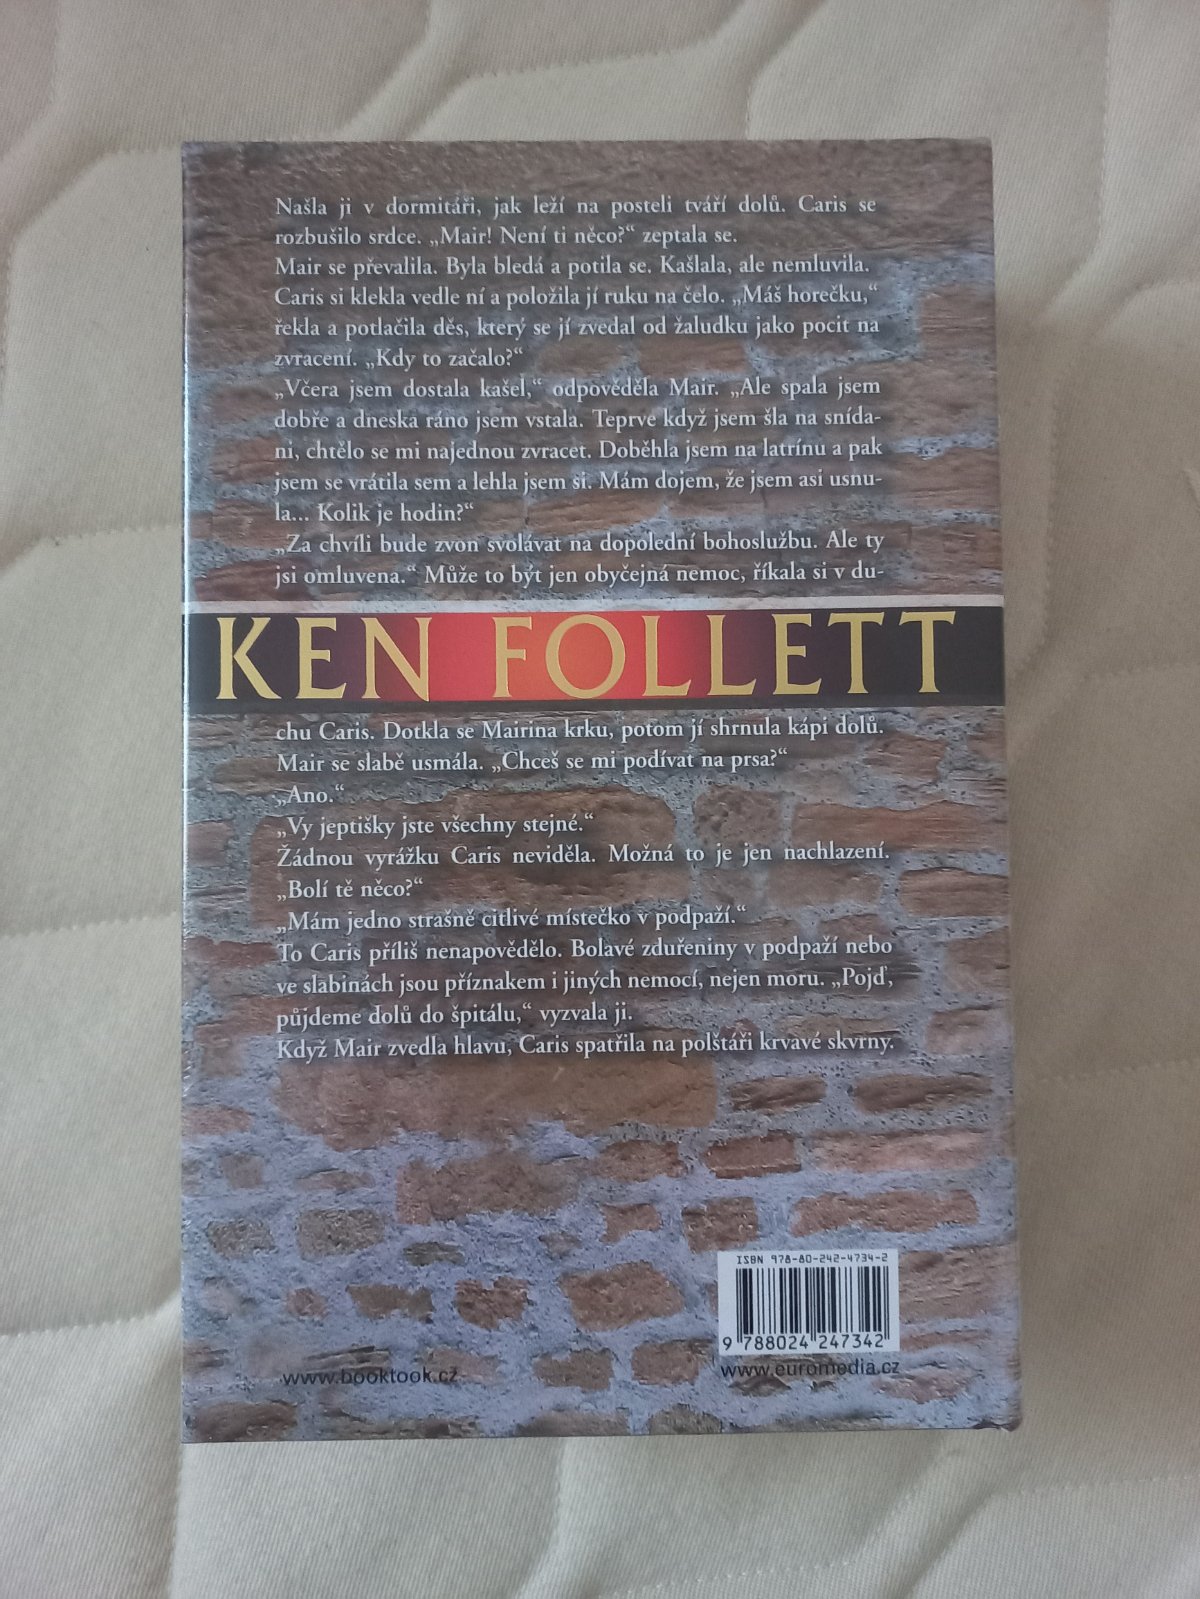 Našla ji v dormitáři, jak leží na posteli tváří dolů. Caris se
rozbušilo srdce. „Mair! Není ti něco?“ zeptala se.
Mair se převalila. Byla bledá a potila se. Kašlala, ale nemluvila.
Caris si klekla vedle ní a položila jí ruku na čelo. „Máš horečku,“
řekla a potlačila děs, který se jí zvedal od žaludku jako pocit na
zvracení. „Kdy to začalo?“
„Včera jsem dostala kašel,“ odpověděla Mair. „Ale spala jsem
dobře a dneska ráno jsem vstala. Teprve když jsem šla na snída-
ni, chtělo se mi najednou zvracet. Doběhla jsem na latrínu a pak
jsem se vrátila sem a lehla jsem si. Mám dojem, že jsem asi usnu-
la... Kolik je hodin?“
„Za chvíli bude zvon svolávat na dopolední bohoslužbu. Ale ty
jsi omluvena.“ Může to být jen obyčejná nemoc, říkala si v du-
KEN FOLLETT
chu Caris. Dotkla se Mairina krku, potom jí shrnula kápi dolů.
Mair se slabě usmála. „Chceš se mi podívat na prsa?“
„Ano.“
„Vy jeptišky jste všechny stejné.“
Žádnou vyrážku Caris neviděla. Možná to je jen nachlazení.
„Bolí tě něco?“
„Mám jedno strašně citlivé místečko v podpaží.“
To Caris příliš nenapovědělo. Bolavé zduřeniny v podpaží nebo
ve slabinách jsou příznakem i jiných nemocí, nejen moru. „Pojď,
půjdeme dolů do špitálu,“ vyzvala ji.
Když Mair zvedla hlavu, Caris spatřila na polštáři krvavé skvrny.
ISBN 978-80-242-4734-2
9 788024 247342
www.booktook.cz
www.euromedia.cz